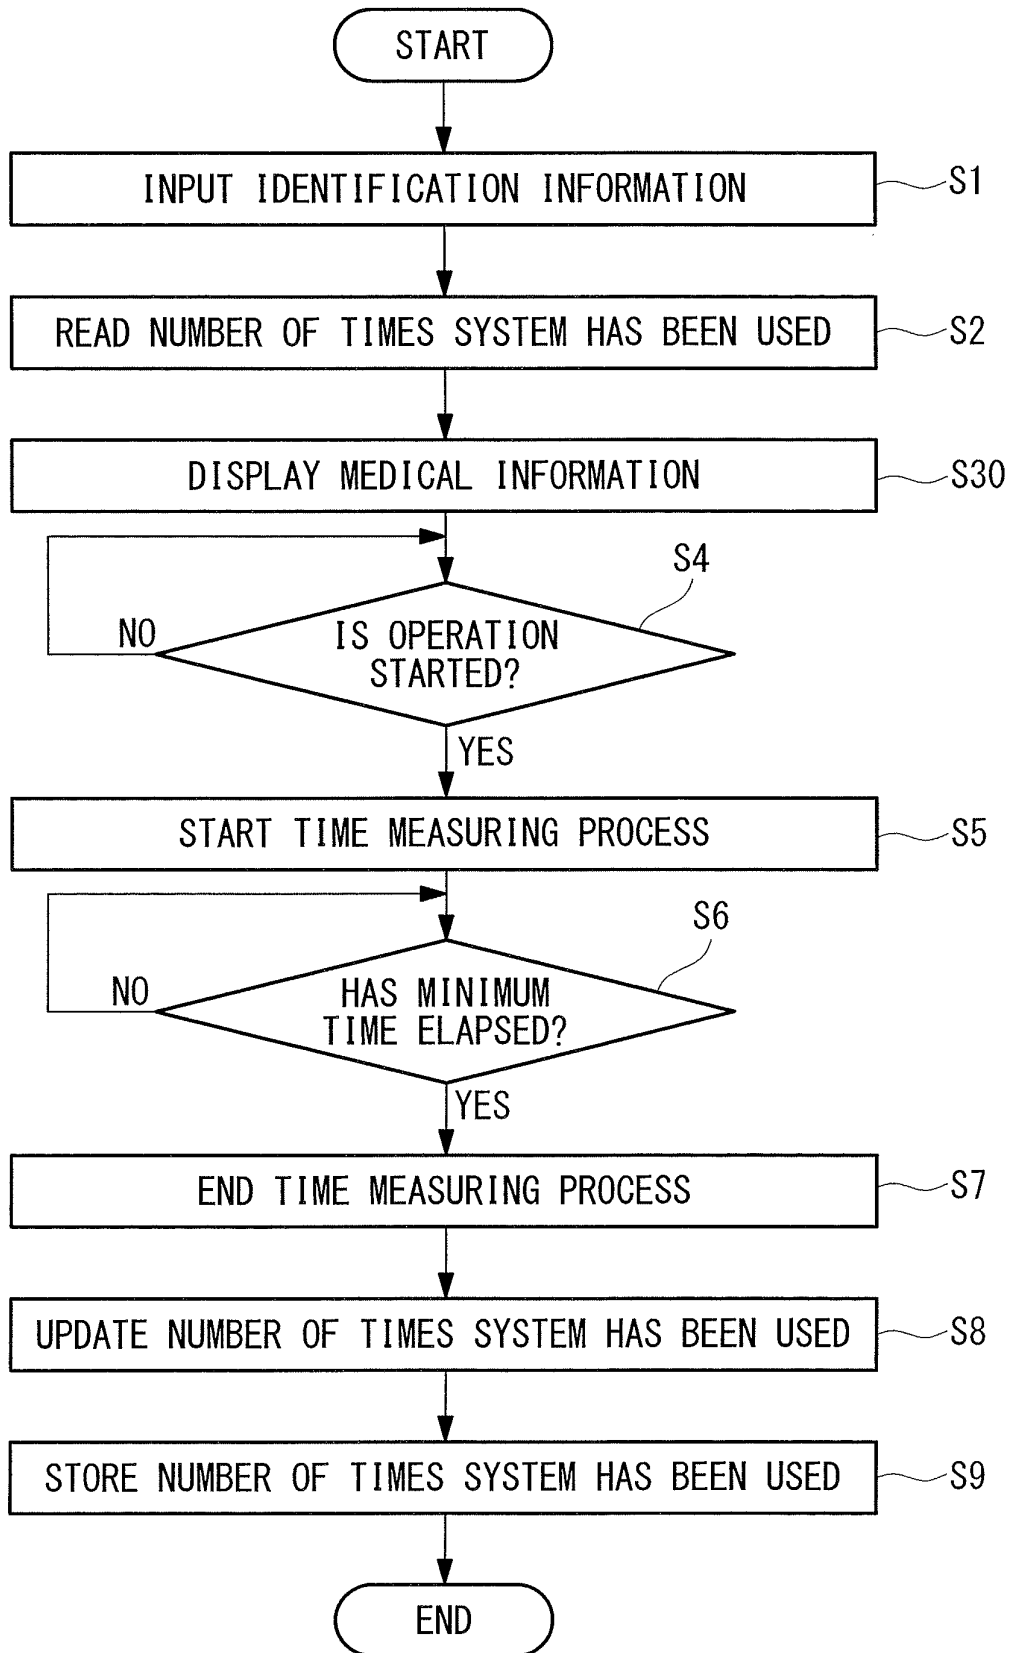 START
INPUT IDENTIFICATION INFORMATION
S1
READ NUMBER OF TIMES SYSTEM HAS BEEN USED
S2
DISPLAY MEDICAL INFORMATION
S30
S4
NO
IS OPERATION
STARTED?
YES
START TIME MEASURING PROCESS
S5
S6
NO
HAS MINIMUM
TIME ELAPSED?
YES
END TIME MEASURING PROCESS
S7
UPDATE NUMBER OF TIMES SYSTEM HAS BEEN USED
S8
STORE NUMBER OF TIMES SYSTEM HAS BEEN USED
S9
END